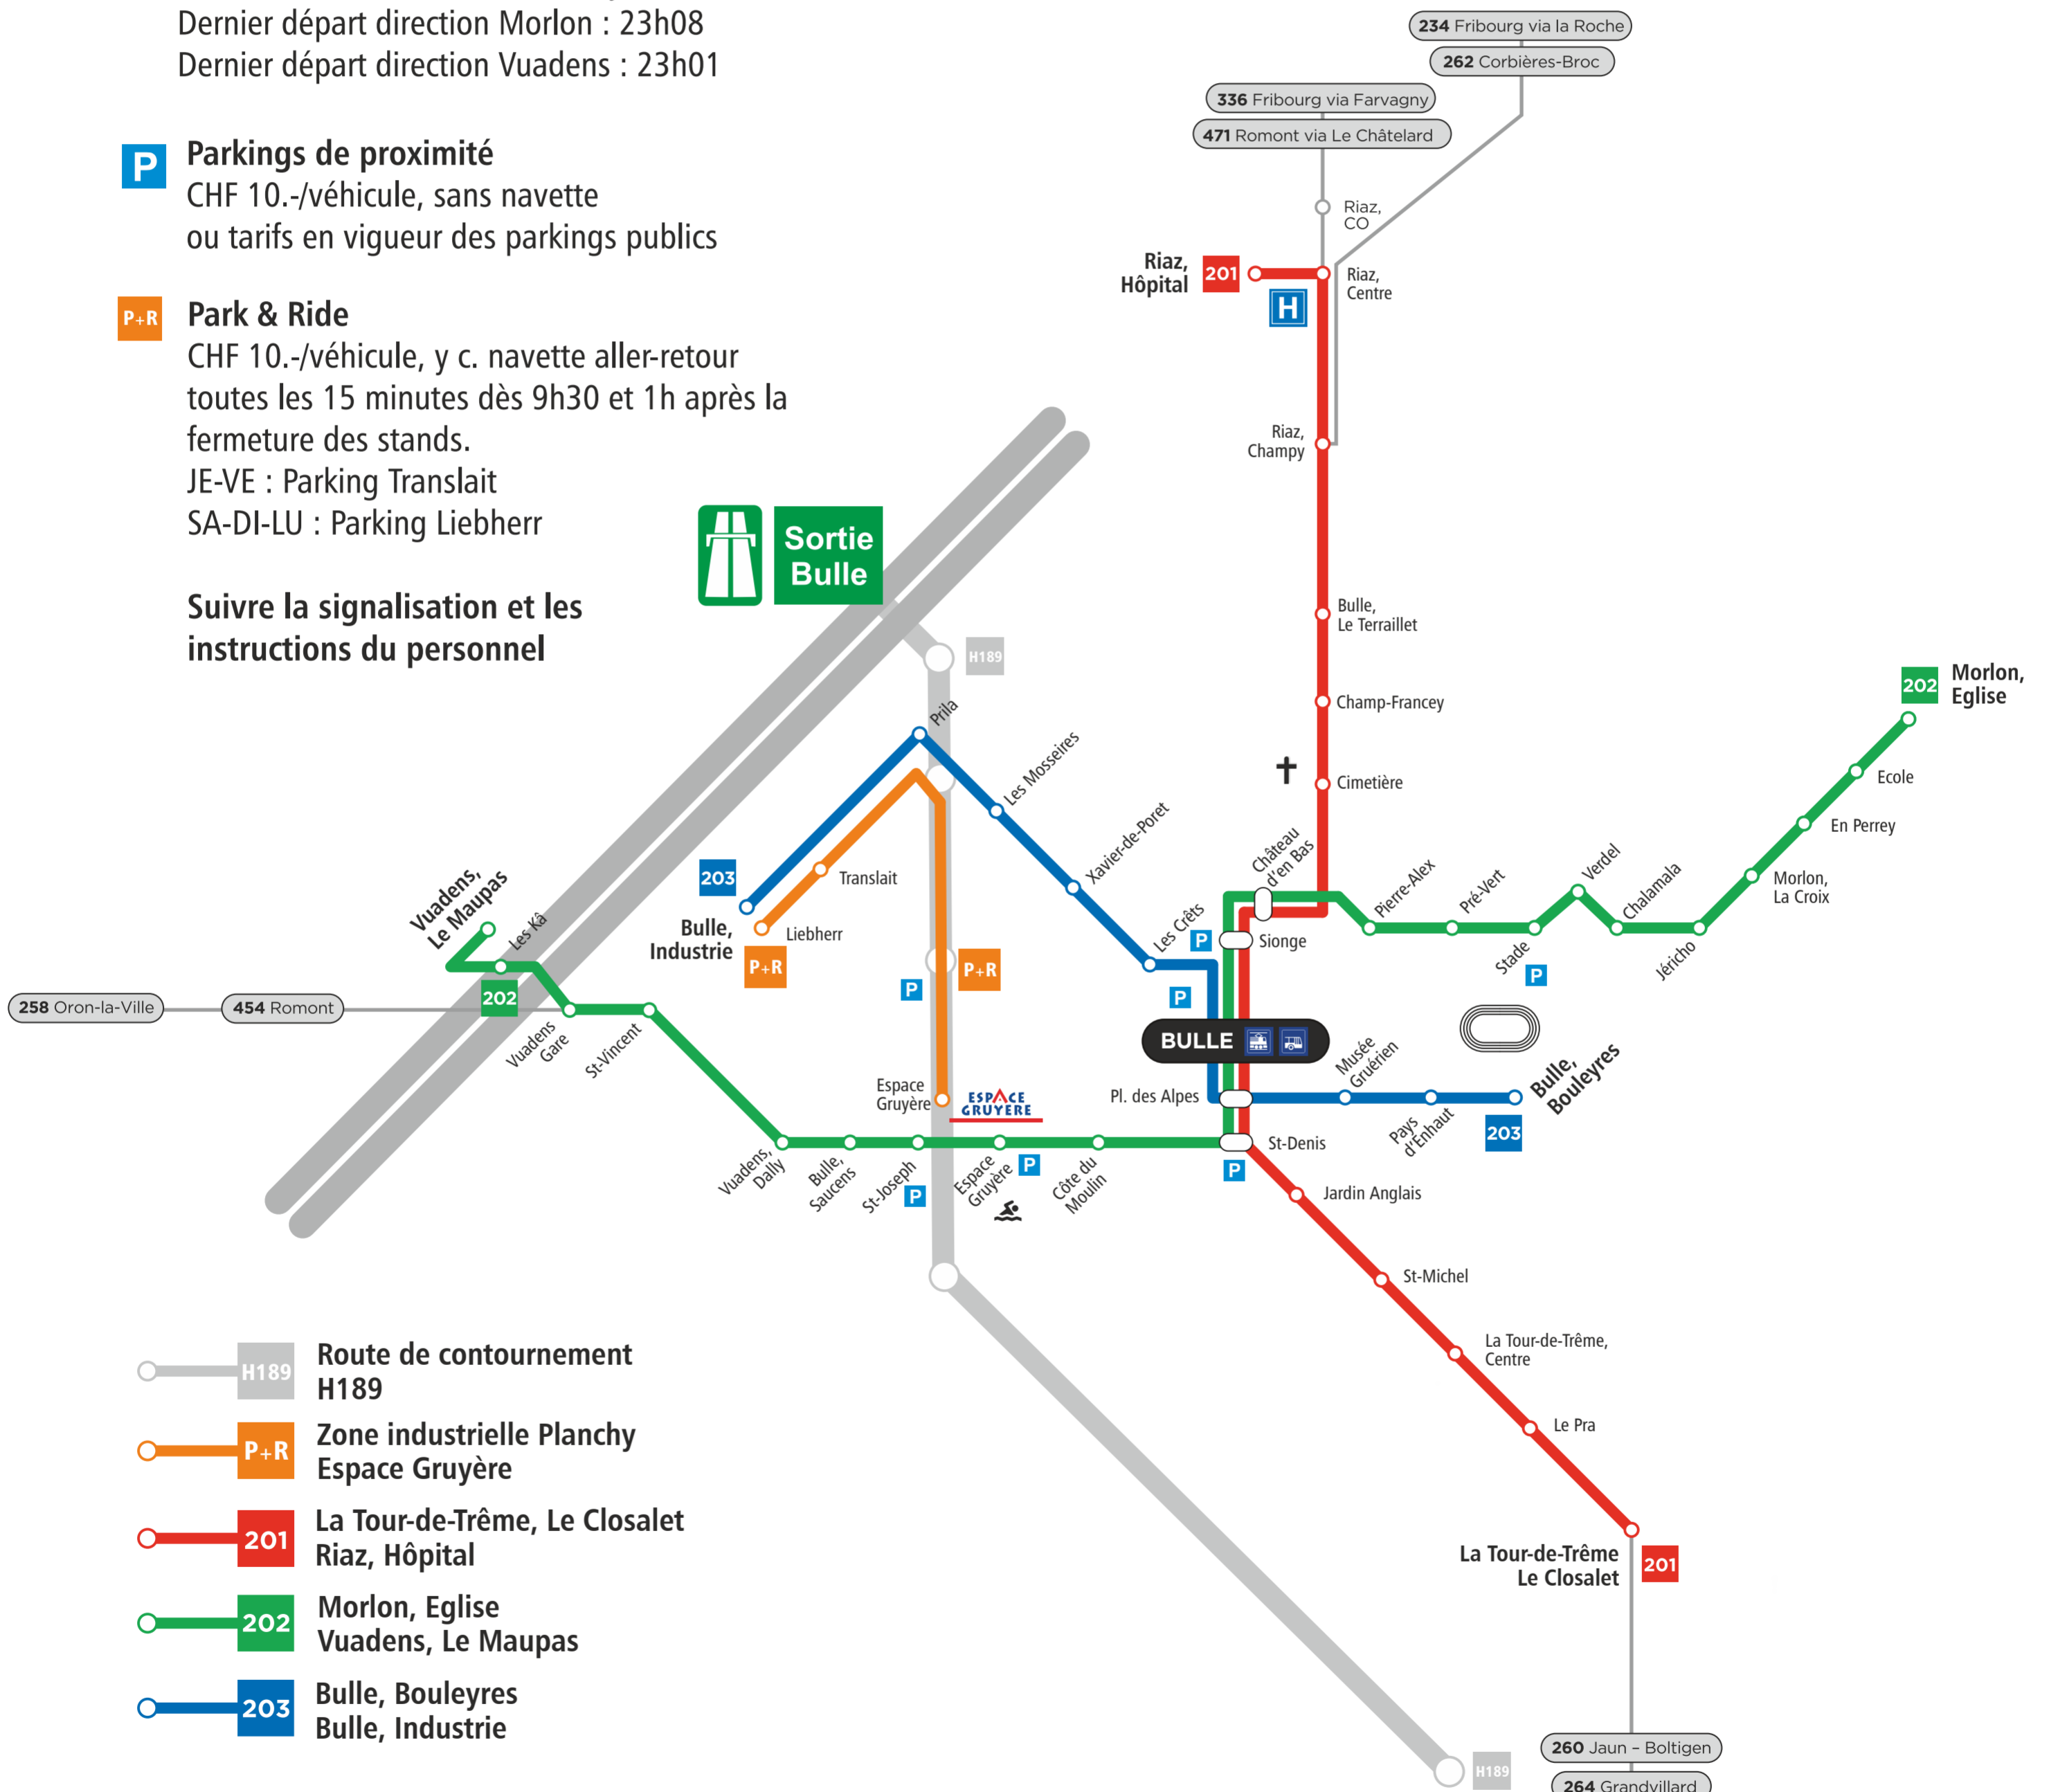 Dernier départ direction Morlon : 23h08
Dernier départ direction Vuadens : 23h01
P
Parkings de proximité
CHF 10.-/véhicule, sans navette
ou tarifs en vigueur des parkings publics
P+R
Park & Ride
CHF 10.-/véhicule, y c. navette aller-retour
toutes les 15 minutes dès 9h30 et 1h après la
fermeture des stands.
JE-VE : Parking Translait
SA-DI-LU : Parking Liebherr
Suivre la signalisation et les
instructions du personnel
234 Fribourg via la Roche
262 Corbières-Broc
336 Fribourg via Farvagny
471 Romont via Le Châtelard
Riaz,
CO
Riaz,
Hôpital
201
H
Riaz,
Centre
Riaz,
Champy
Sortie
Bulle
H189
Bulle,
Le Terraillet
Champ-Francey
Cimetière
Château
d'en Bas
Sionge
202
Morlon,
Eglise
Ecole
En Perrey
Morlon,
La Croix
Jéricho
Chalamala
Verdel
Stade
P
Pré-Vert
Pierre-Alex
Prila
Les Mosseires
Xavier-de-Poret
Les Crêts
P
P
203
Bulle,
Industrie
Translait
Liebherr
P+R
P+R
P
Vuadens,
Le Maupas
Les Kâ
202
258 Oron-la-Ville
454 Romont
Vuadens
Gare
St-Vincent
Vuadens,
Dally
Bulle,
Saucens
St-Joseph
P
Espace
Gruyère
ESPACE
GRUYERE
Espace
Gruyère
P
Côte du
Moulin
BULLE
Pl. des Alpes
Musée
Gruérien
Pays
d'Enhaut
Bulle,
Bouleyres
203
St-Denis
P
Jardin Anglais
St-Michel
La Tour-de-Trême,
Centre
Le Pra
La Tour-de-Trême
Le Closalet
201
260 Jaun – Boltigen
264 Grandvillard
H189
H189
Route de contournement
H189
P+R
Zone industrielle Planchy
Espace Gruyère
201
La Tour-de-Trême, Le Closalet
Riaz, Hôpital
202
Morlon, Eglise
Vuadens, Le Maupas
203
Bulle, Bouleyres
Bulle, Industrie